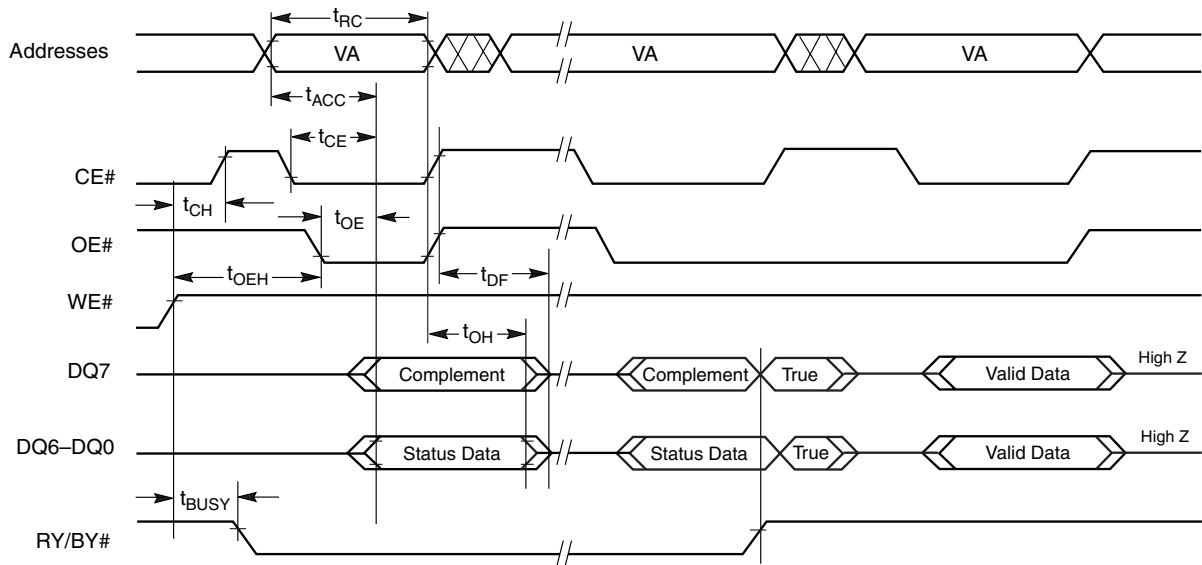 tRC
Addresses VA VA VA
tACC
tCE
CE#
tCH tOE
OE#
tOEH tDF
WE#
tOH
DQ7 Complement Complement True Valid Data High Z
DQ6–DQ0 Status Data Status Data True Valid Data High Z
tBUSY
RY/BY#